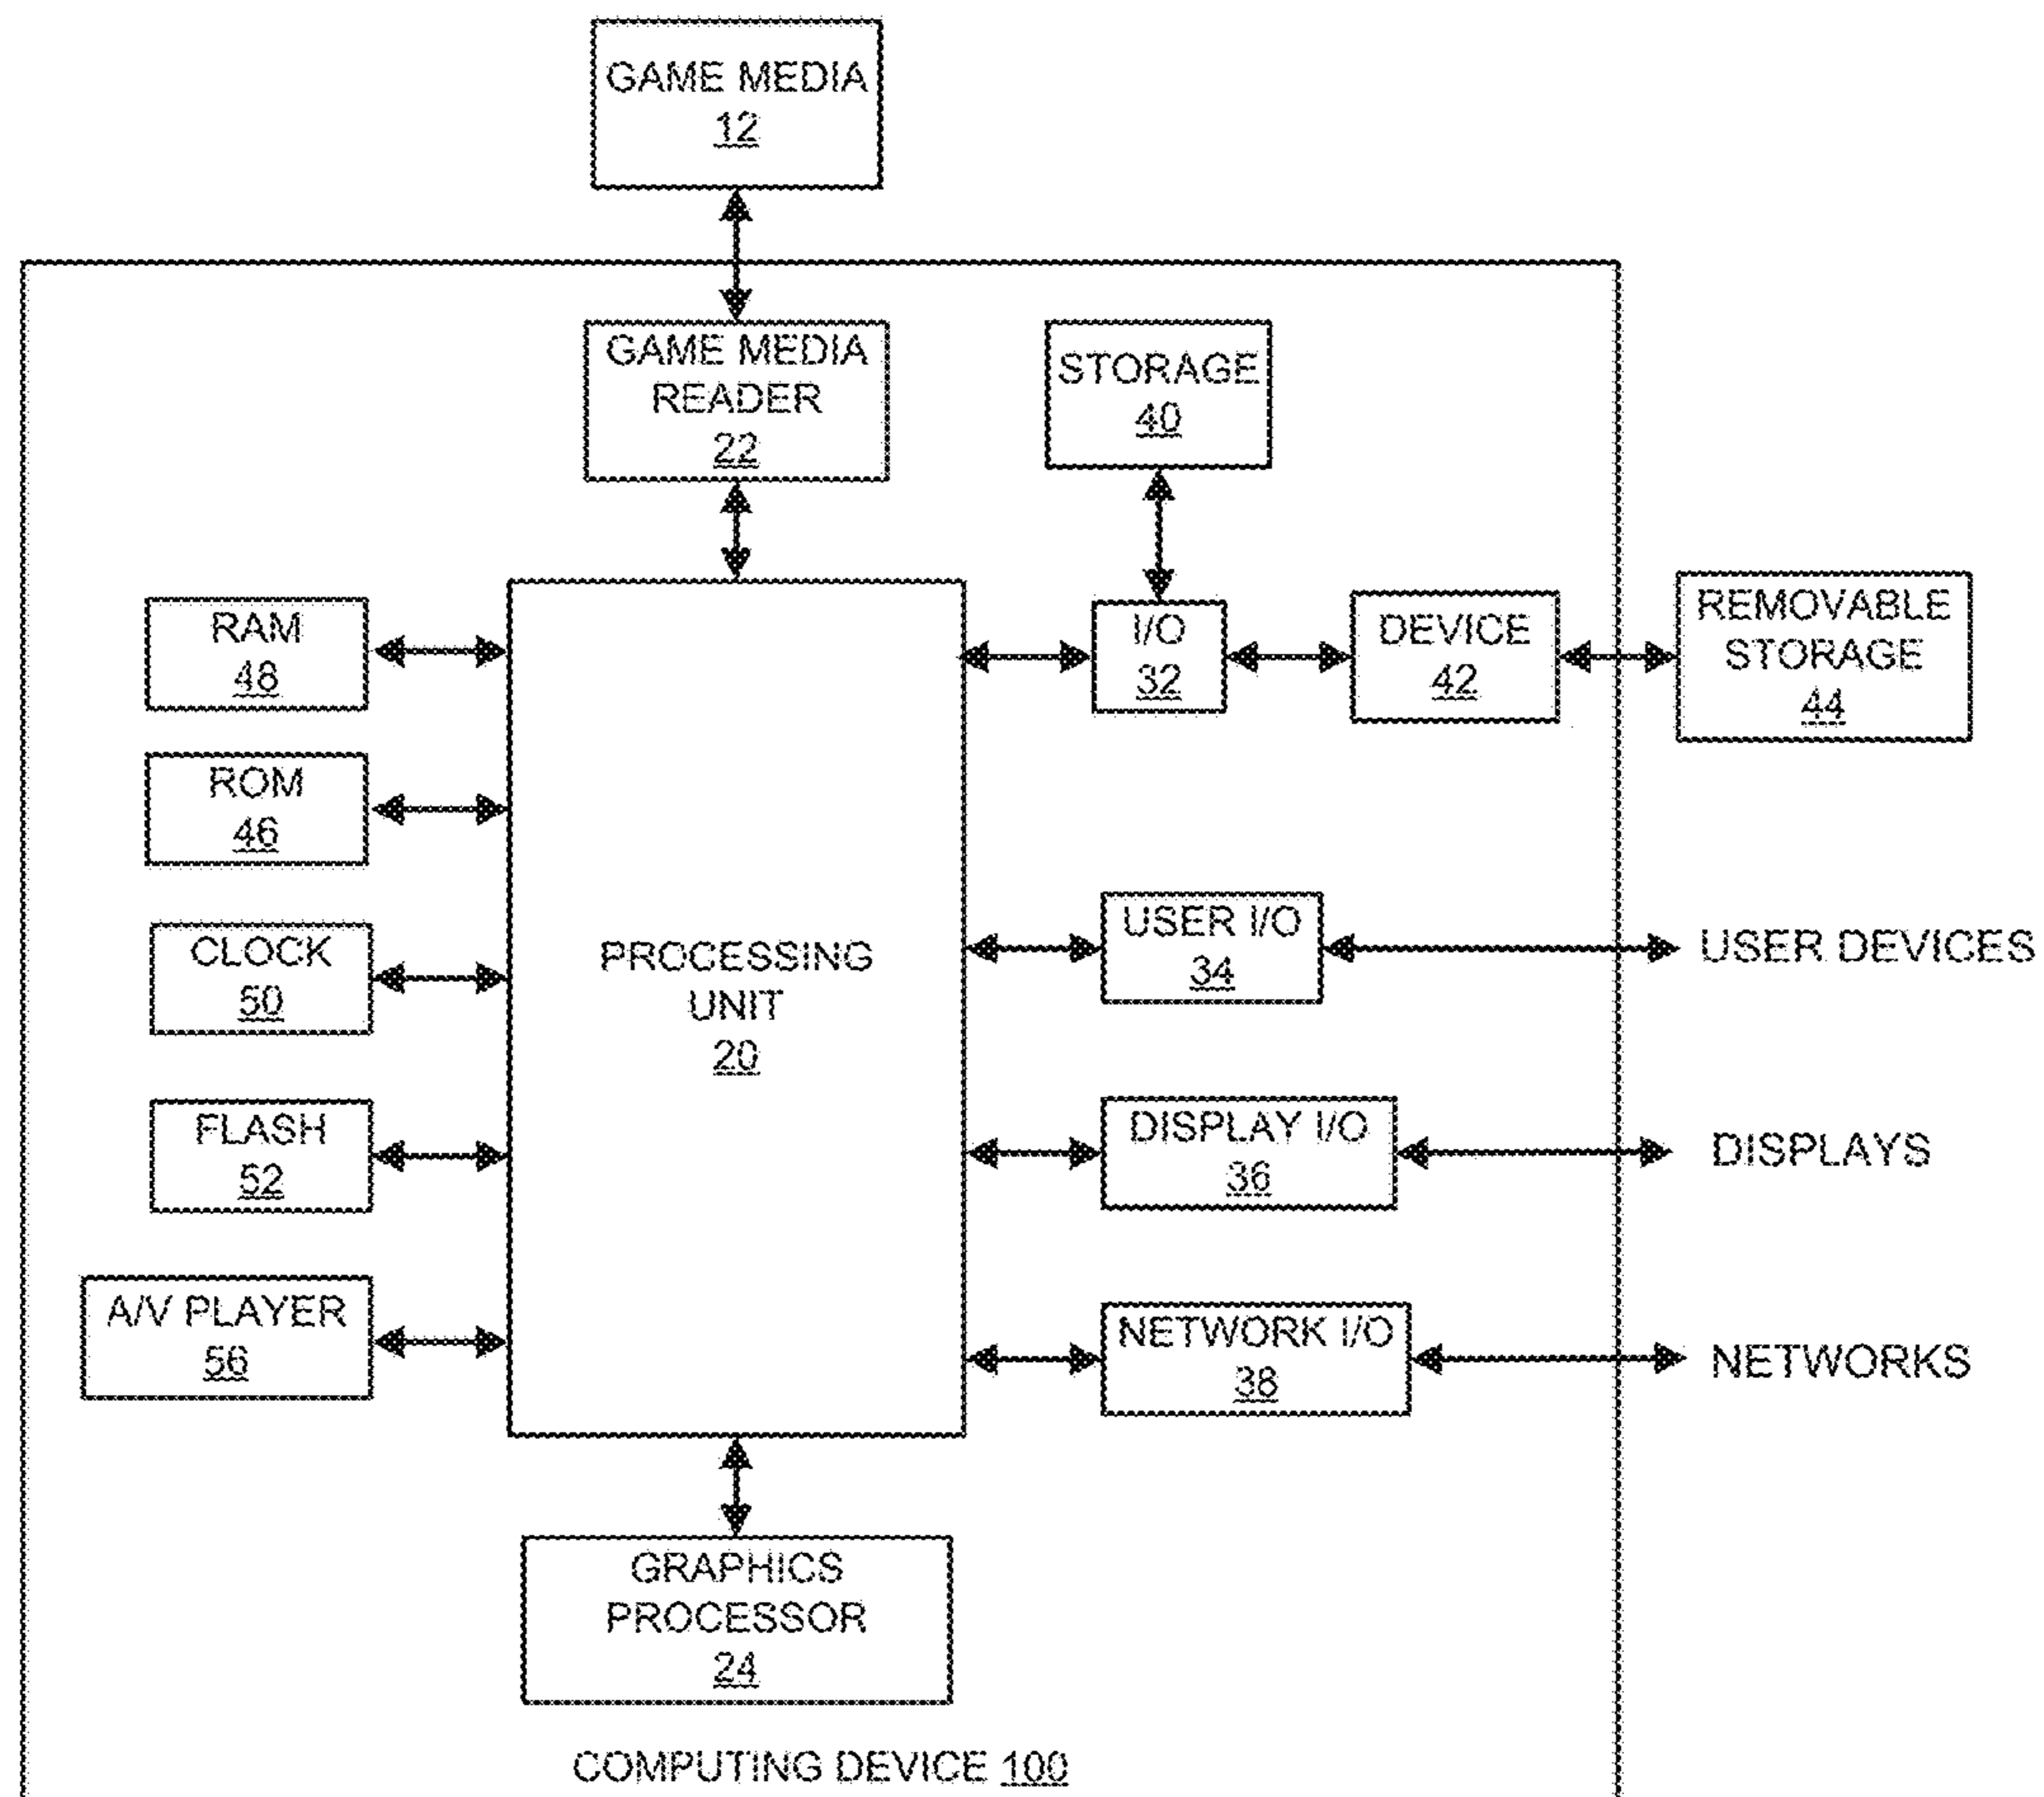 GAME MEDIA
12
GAME MEDIA
READER
22
STORAGE
40
RAM
48
I/O
32
DEVICE
42
REMOVABLE
STORAGE
44
ROM
46
CLOCK
50
PROCESSING
UNIT
20
USER I/O
34
USER DEVICES
FLASH
52
DISPLAY I/O
36
DISPLAYS
A/V PLAYER
56
NETWORK I/O
38
NETWORKS
GRAPHICS
PROCESSOR
24
COMPUTING DEVICE 100